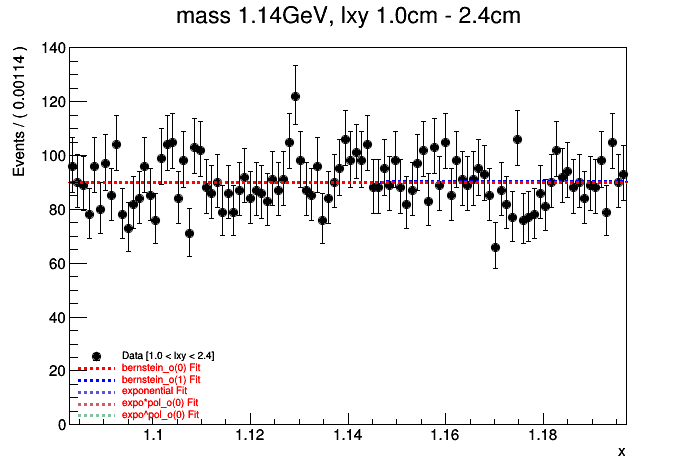 mass 1.14GeV, lxy 1.0cm - 2.4cm
Events / ( 0.00114 )
140
120
100
80
60
40
20
0
Data [1.0 < lxy < 2.4]
bernstein_o(0) Fit
bernstein_o(1) Fit
exponential Fit
expo*pol_o(0) Fit
expo^pol_o(0) Fit
1.1
1.12
1.14
1.16
1.18
x